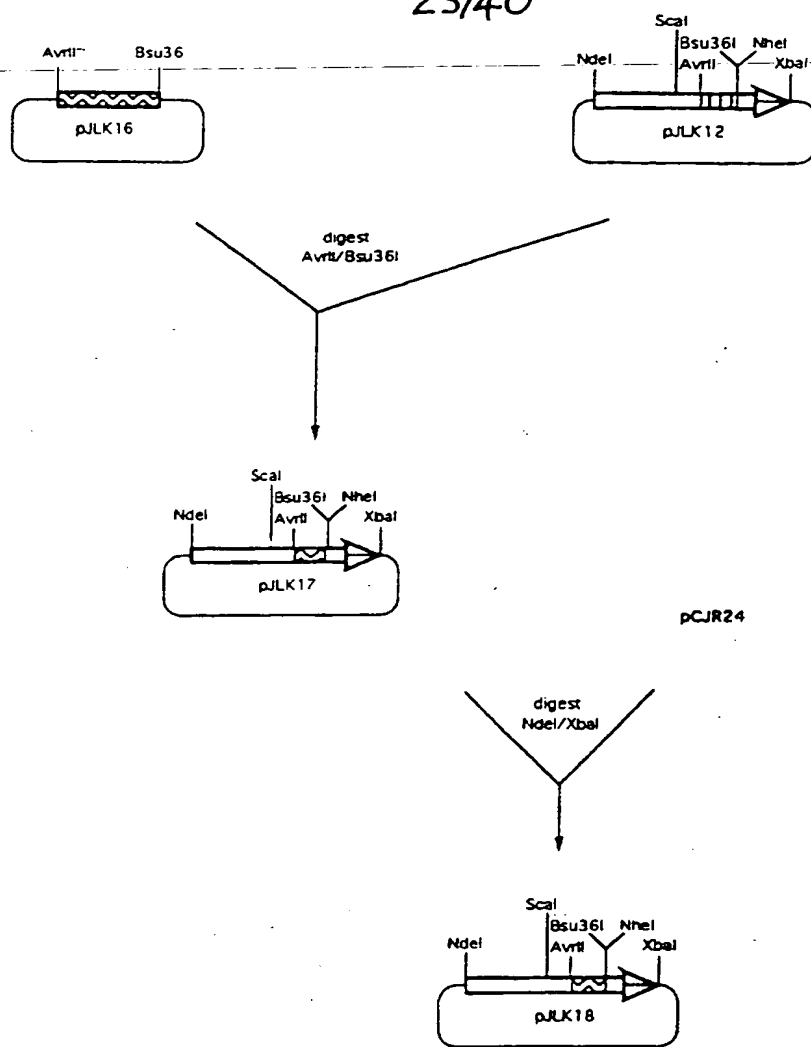 23/40
AvrII
Bsu36
pJLK16
ScaI
Bsu36I
NheI
NdeI
AvrII
XbaI
pJLK12
digest
AvrII/Bsu36I
ScaI
Bsu36I
NheI
NdeI
AvrII
XbaI
pJLK17
pCJR24
digest
NdeI/XbaI
ScaI
Bsu36I
NheI
NdeI
AvrII
XbaI
pJLK18